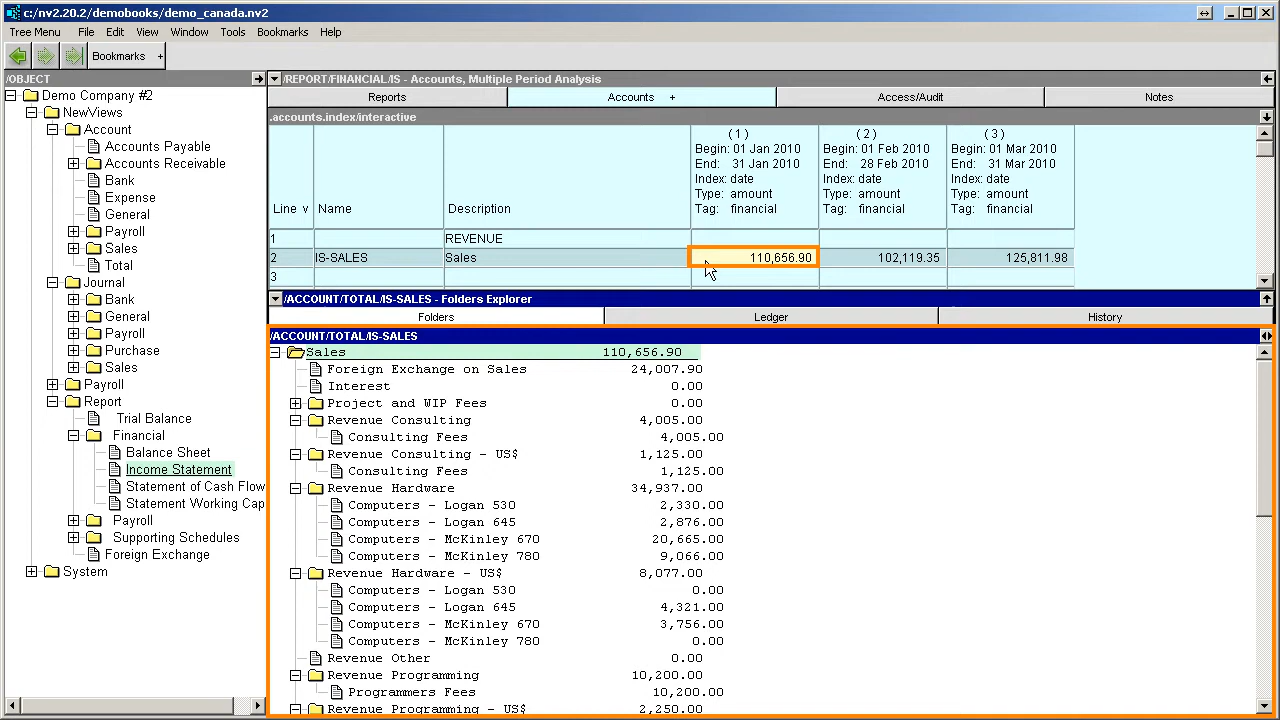 c:/nv2.20.2/demobooks/demo_canada.nv2
Tree Menu File Edit View Window Tools Bookmarks Help
Bookmarks +
/OBJECT
Demo Company #2
NewViews
Account
Accounts Payable
Accounts Receivable
Bank
Expense
General
Payroll
Sales
Total
Journal
Bank
General
Payroll
Purchase
Sales
Payroll
Report
Trial Balance
Financial
Balance Sheet
Income Statement
Statement of Cash Flow
Statement Working Cap
Payroll
Supporting Schedules
Foreign Exchange
System
/REPORT/FINANCIAL/IS - Accounts, Multiple Period Analysis
Reports Accounts + Access/Audit Notes
.accounts.index/interactive
( 1 ) ( 2 ) ( 3 )
Begin: 01 Jan 2010 Begin: 01 Feb 2010 Begin: 01 Mar 2010
End: 31 Jan 2010 End: 28 Feb 2010 End: 31 Mar 2010
Index: date Index: date Index: date
Type: amount Type: amount Type: amount
Line v Name Description Tag: financial Tag: financial Tag: financial
1 REVENUE
2 IS-SALES Sales 110,656.90 102,119.35 125,811.98
3
/ACCOUNT/TOTAL/IS-SALES - Folders Explorer
Folders Ledger History
/ACCOUNT/TOTAL/IS-SALES
Sales 110,656.90
Foreign Exchange on Sales 24,007.90
Interest 0.00
Project and WIP Fees 0.00
Revenue Consulting 4,005.00
Consulting Fees 4,005.00
Revenue Consulting - US$ 1,125.00
Consulting Fees 1,125.00
Revenue Hardware 34,937.00
Computers - Logan 530 2,330.00
Computers - Logan 645 2,876.00
Computers - McKinley 670 20,665.00
Computers - McKinley 780 9,066.00
Revenue Hardware - US$ 8,077.00
Computers - Logan 530 0.00
Computers - Logan 645 4,321.00
Computers - McKinley 670 3,756.00
Computers - McKinley 780 0.00
Revenue Other 0.00
Revenue Programming 10,200.00
Programmers Fees 10,200.00
Revenue Programming - US$ 2,250.00